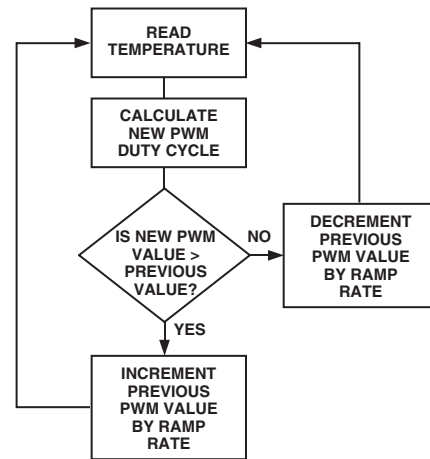 READ
TEMPERATURE
CALCULATE
NEW PWM
DUTY CYCLE
IS NEW PWM
VALUE >
PREVIOUS
VALUE?
NO
DECREMENT
PREVIOUS
PWM VALUE
BY RAMP
RATE
YES
INCREMENT
PREVIOUS
PWM VALUE
BY RAMP
RATE